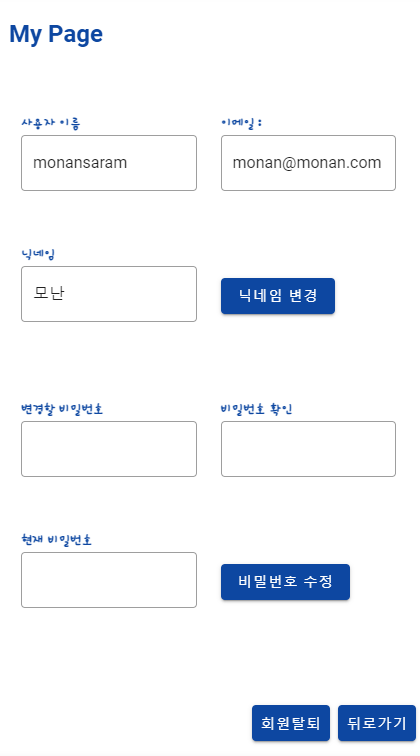 My Page
사용자 이름 이메일 :
monansaram monan@monan.com
닉네임
모난 닉네임 변경
변경할 비밀번호 비밀번호 확인
현재 비밀번호
비밀번호 수정
회원탈퇴 뒤로가기